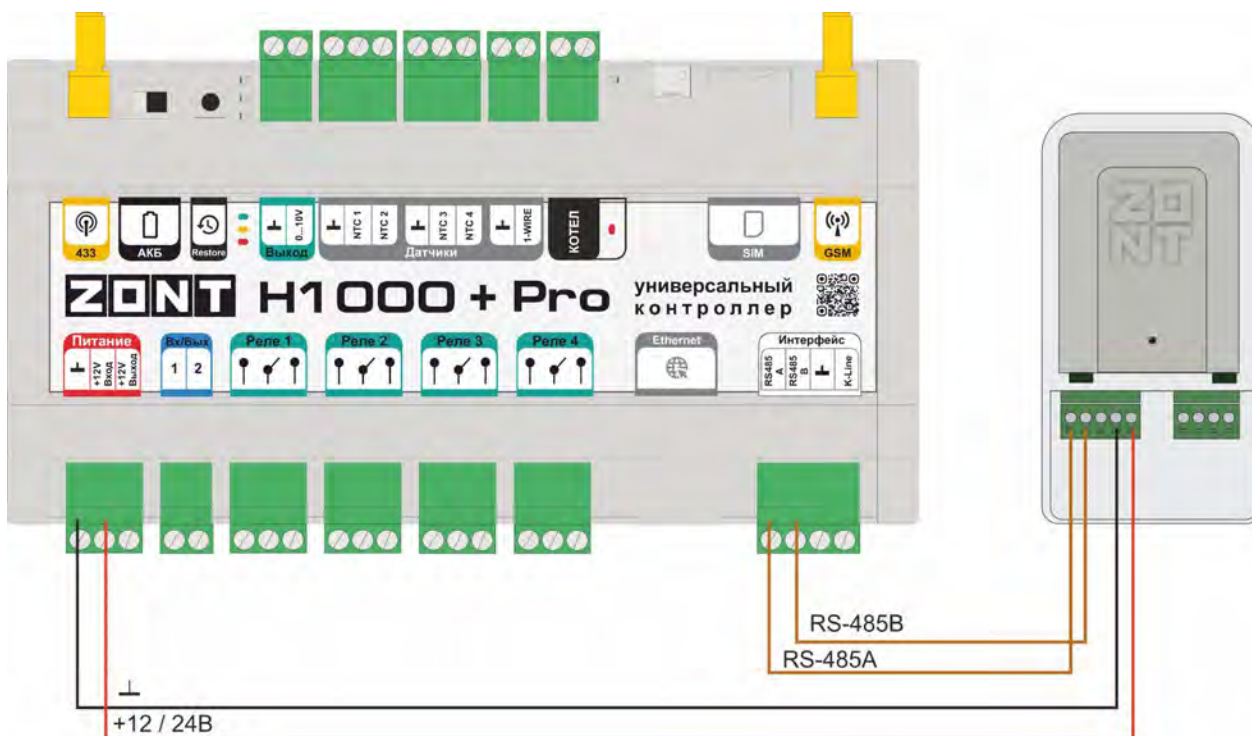 433
АКБ
Restore
⊥
0...10V
Выход
⊥
NTC 1
NTC 2
⊥
NTC 3
NTC 4
⊥
1-WIRE
Датчики
КОТЕЛ
SIM
GSM
ZONT H1000 + Pro
универсальный
контроллер
ZONT
Питание
⊥
+12V Вход
+12V Выход
Вх/Вых
1 2
Реле 1
Реле 2
Реле 3
Реле 4
Ethernet
Интерфейс
RS485 A
RS485 B
⊥
K-Line
RS-485B
RS-485A
⊥
+12 / 24В